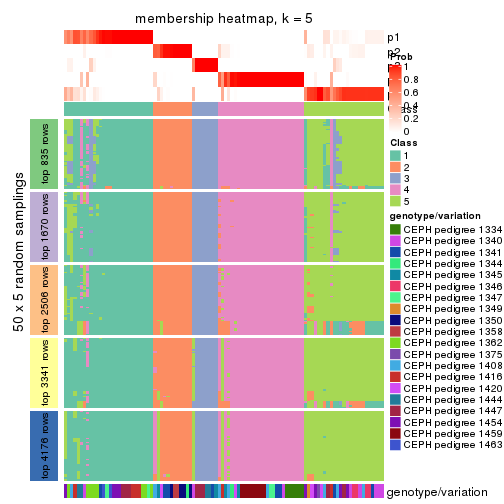 membership heatmap, k = 5
p1
p2
Prob
1
0.8
0.6
0.4
0.2
0
Class
Class
1
2
3
4
5
genotype/variation
CEPH pedigree 1334
CEPH pedigree 1340
CEPH pedigree 1341
CEPH pedigree 1344
CEPH pedigree 1345
CEPH pedigree 1346
CEPH pedigree 1347
CEPH pedigree 1349
CEPH pedigree 1350
CEPH pedigree 1358
CEPH pedigree 1362
CEPH pedigree 1375
CEPH pedigree 1408
CEPH pedigree 1416
CEPH pedigree 1420
CEPH pedigree 1444
CEPH pedigree 1447
CEPH pedigree 1454
CEPH pedigree 1459
CEPH pedigree 1463
50 x 5 random samplings
top 835 rows
top 1670 rows
top 2506 rows
top 3341 rows
top 4176 rows
genotype/variation